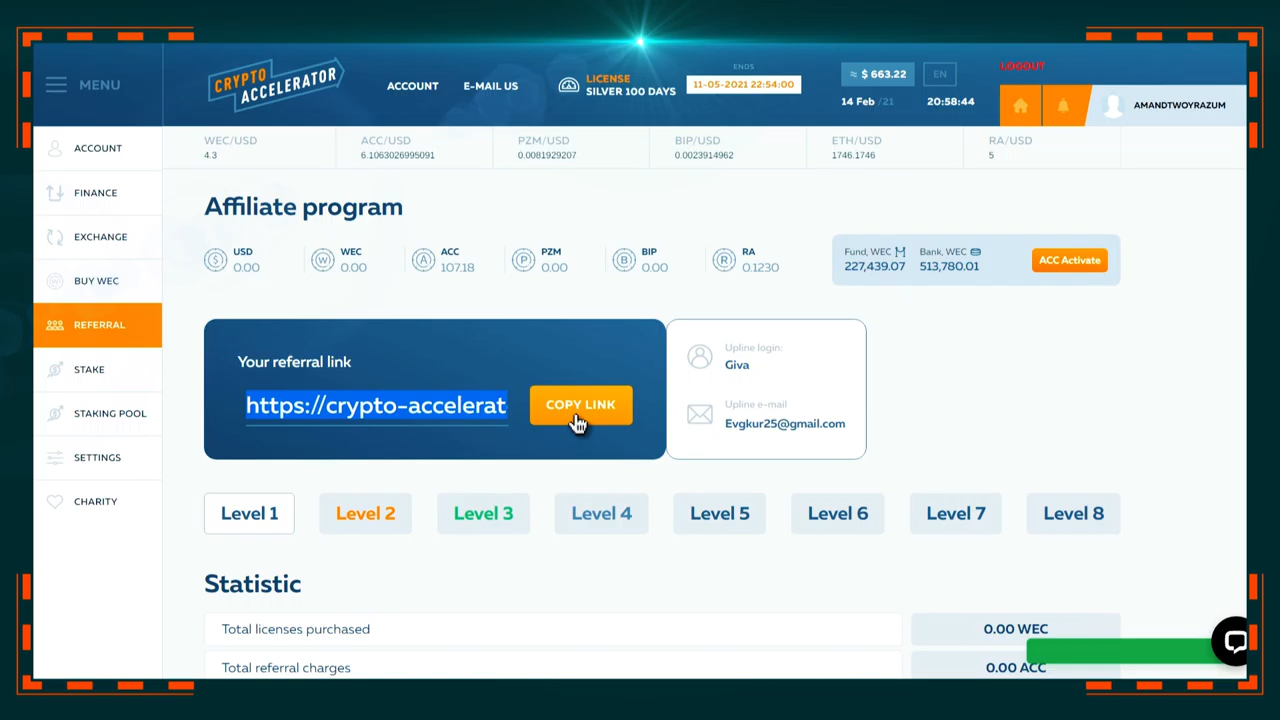 MENU
CRYPTO
ACCELERATOR
ACCOUNT
E-MAIL US
LICENSE
SILVER 100 DAYS
ENDS
11-05-2021 22:54:00
≈ $ 663.22
EN
14 Feb /21
20:58:44
LOGOUT
AMANDTWOYRAZUM
ACCOUNT
FINANCE
EXCHANGE
BUY WEC
REFERRAL
STAKE
STAKING POOL
SETTINGS
CHARITY
WEC/USD
4.3
ACC/USD
6.1063026995091
PZM/USD
0.0081929207
BIP/USD
0.0023914962
ETH/USD
1746.1746
RA/USD
5
Affiliate program
USD
0.00
WEC
0.00
ACC
107.18
PZM
0.00
BIP
0.00
RA
0.1230
Fund, WEC
227,439.07
Bank, WEC
513,780.01
ACC Activate
Your referral link
https://crypto-accelerat
COPY LINK
Upline login:
Giva
Upline e-mail
Evgkur25@gmail.com
Level 1
Level 2
Level 3
Level 4
Level 5
Level 6
Level 7
Level 8
Statistic
Total licenses purchased
0.00 WEC
Total referral charges
0.00 ACC